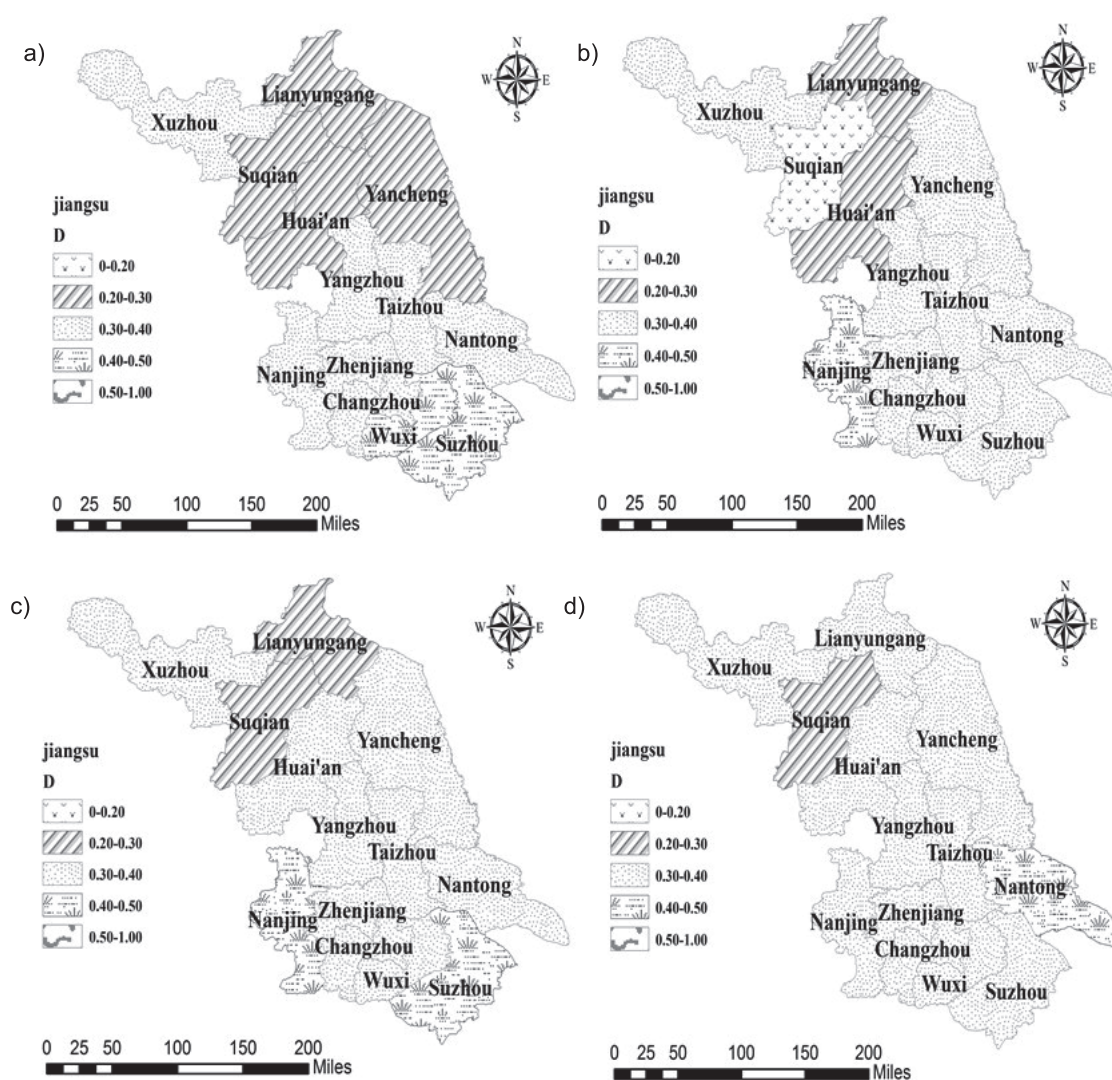 a)
N
W E
S
Lianyungang
Xuzhou
Suqian
Yancheng
Huai'an
Yangzhou
Taizhou
Nantong
Zhenjiang
Nanjing
Changzhou
Wuxi
Suzhou
jiangsu
D
0-0.20
0.20-0.30
0.30-0.40
0.40-0.50
0.50-1.00
0 25 50 100 150 200
Miles
b)
N
W E
S
Lianyungang
Xuzhou
Suqian
Yancheng
Huai'an
Yangzhou
Taizhou
Nantong
Zhenjiang
Nanjing
Changzhou
Wuxi
Suzhou
jiangsu
D
0-0.20
0.20-0.30
0.30-0.40
0.40-0.50
0.50-1.00
0 25 50 100 150 200
Miles
c)
N
W E
S
Lianyungang
Xuzhou
Suqian
Yancheng
Huai'an
Yangzhou
Taizhou
Nantong
Nanjing
Zhenjiang
Changzhou
Wuxi
Suzhou
jiangsu
D
0-0.20
0.20-0.30
0.30-0.40
0.40-0.50
0.50-1.00
0 25 50 100 150 200
Miles
d)
N
W E
S
Lianyungang
Xuzhou
Suqian
Yancheng
Huai'an
Yangzhou
Taizhou
Nantong
Nanjing
Zhenjiang
Changzhou
Wuxi
Suzhou
jiangsu
D
0-0.20
0.20-0.30
0.30-0.40
0.40-0.50
0.50-1.00
0 25 50 100 150 200
Miles